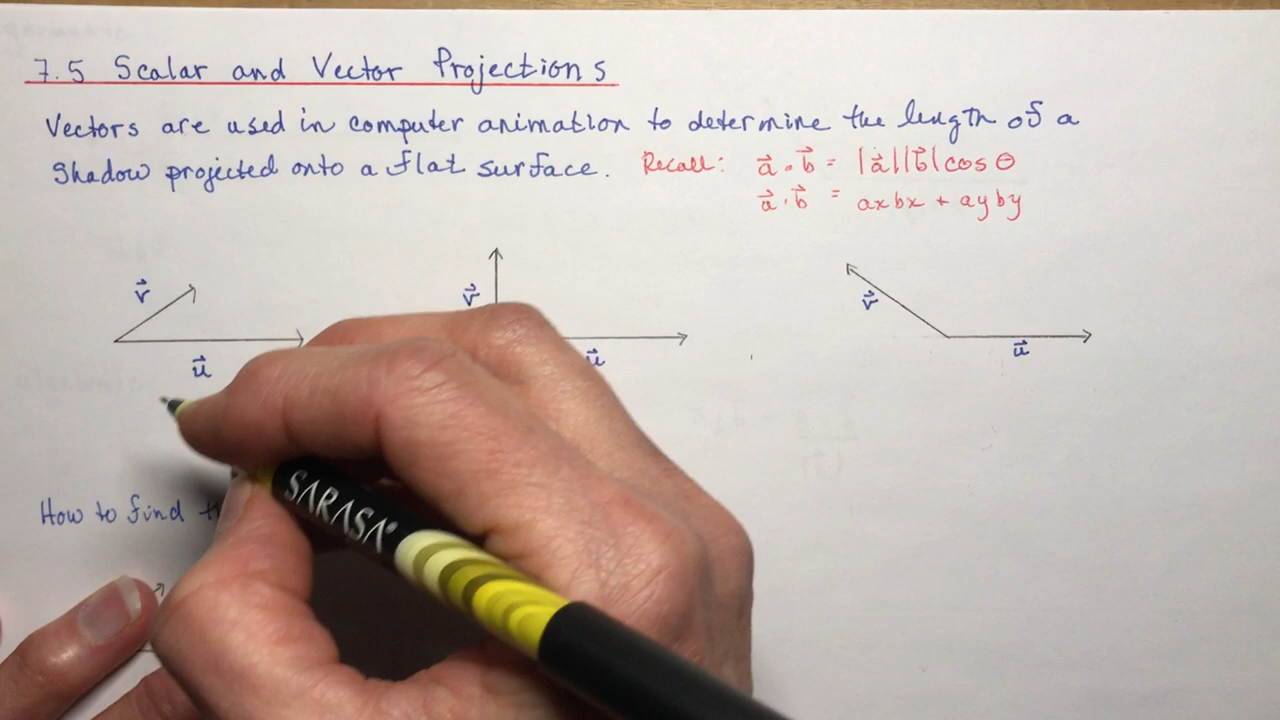 7.5 Scalar and Vector Projections
Vectors are used in computer animation to determine the length of a
shadow projected onto a flat surface. Recall: a⃗ · b⃗ = |a⃗||b⃗|cos θ
a⃗ · b⃗ = axbx + ayby
v⃗
v⃗
v⃗
u⃗
u⃗
u⃗
How to find
SARASA